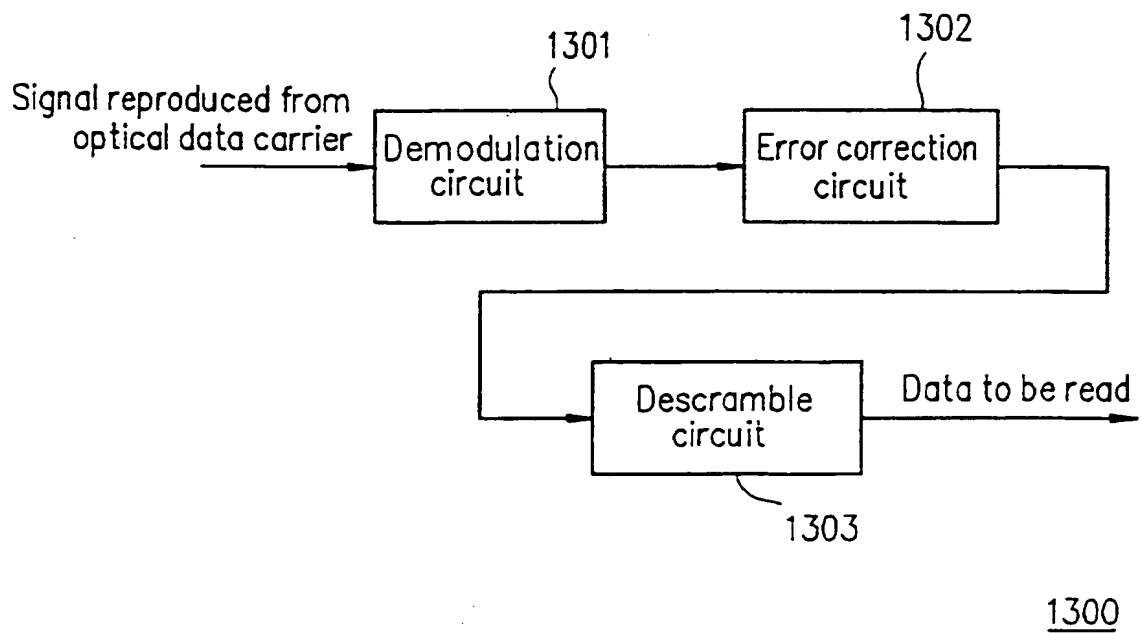 1301
1302
Signal reproduced from
optical data carrier
Demodulation
circuit
Error correction
circuit
Descramble
circuit
Data to be read
1303
1300